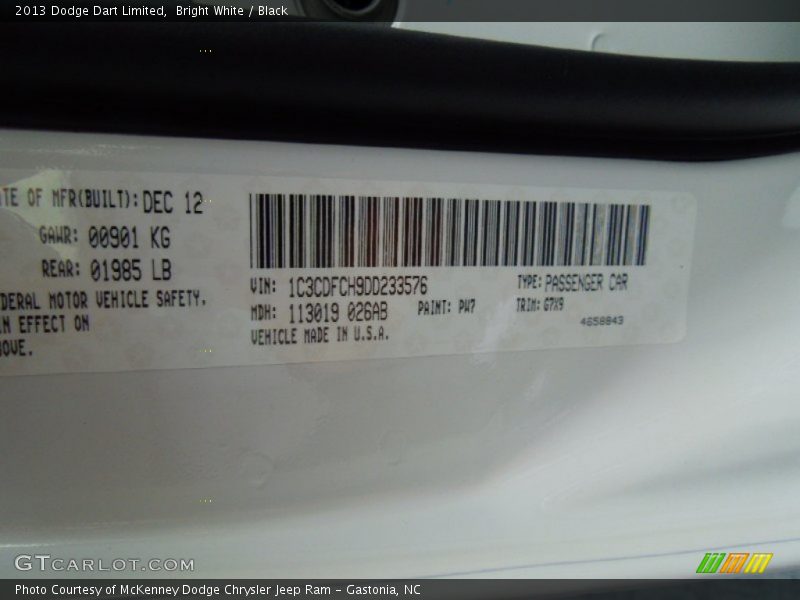 2013 Dodge Dart Limited, Bright White / Black
TE OF MFR(BUILT): DEC 12
GAWR: 00901 KG
REAR: 01985 LB
DERAL MOTOR VEHICLE SAFETY.
IN EFFECT ON
OVE.
VIN: 1C3CDFCH9DD233576 TYPE: PASSENGER CAR
MDH: 113019 026AB PAINT: PW7 TRIM: G7X9
VEHICLE MADE IN U.S.A. 4658843
GTCARLOT.COM
Photo Courtesy of McKenney Dodge Chrysler Jeep Ram – Gastonia, NC